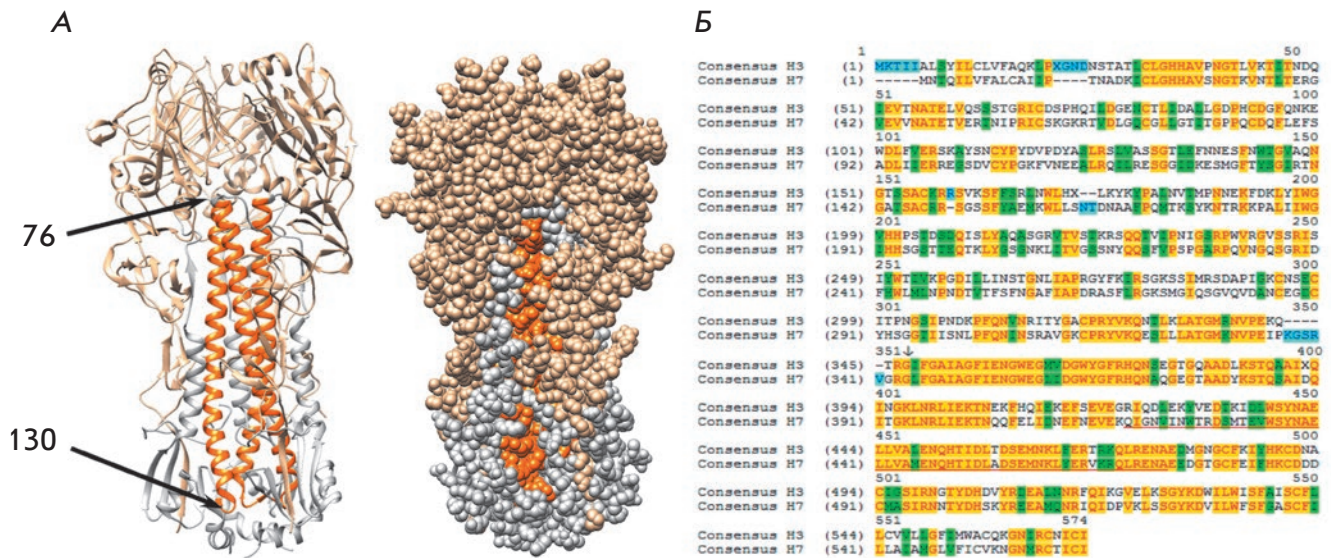 А
76
130
Б
1 50
Consensus H3 (1) MKTIIALSYILCLVFAQKIPXGNDNSTATLCLGHHAVPNGTLVKTITNDQ
Consensus H7 (1) -----MNTQILVFALCAIIP----TNADKICLGHHAVSNGTKVNTLTERG
51 100
Consensus H3 (51) IEVTNATELVQSSSTGRICDSPHQILDGENCTLIDALLGDPHCDGFQNKE
Consensus H7 (42) VEVVNATETVERTNIPRICSKGKRTVDLGQCGLLGTITGPPQCDQFLEFS
101 150
Consensus H3 (101) WDLFVERSKAYSNCYPYDVPDYASLRSLVASSGTLEFNNESFNWTGVAQN
Consensus H7 (92) ADLIIERREGSDVCYPGKFVNEEALRQILRESGGIDKESMGFTYSGIRTN
151 200
Consensus H3 (151) GTSSACKRRSVKSFFSRLNWLHX--LKYKYPALNVTMPNNEKFDKLYIWG
Consensus H7 (142) GATSACRR-SGSSFYAEMKWLLSNTDNAAFPQMTKSYKNTRKKPALIIWG
201 250
Consensus H3 (199) VHHPSTDSDQISLYAQASGRVTVSTKRSQQTVIPNIGSRPWVRGVSSRIS
Consensus H7 (191) VHHSGSTTEQTKLYGSGNKLITVGSSNYQQSFVPSPGARPQVNGQSGRID
251 300
Consensus H3 (249) IYWTIVKPGDILLINSTGNLIAPRGYFKIRSGKSSIMRSDAPIGKCNSEC
Consensus H7 (241) FHWLMLNPNDTVTFSFNGAFIAPDRASFLRGKSMGIQSGVQVDANCEGDC
301 350
Consensus H3 (299) ITPNGSIPNDKPFQNVNRITYGACPRYVKQNTLKLATGMRNVPEKQ----
Consensus H7 (291) YHSGGTIISNLPFQNINSRAVGKCPRYVKQESLLLATGMKNVPEIPKGSR
351↓ 400
Consensus H3 (345) -TRGIFGAIAGFIENGWEGMVDGWYGFRHQNSEGTGQAADLKSTQAAIXQ
Consensus H7 (341) VGRGLFGAIAGFIENGWEGLIDGWYGFRHQNAQGEGTAADYKSTQSAIDQ
401 450
Consensus H3 (394) INGKLNRLIEKTNEKFHQIEKEFSEVEGRIQDLEKYVEDTKIDLWSYNAE
Consensus H7 (391) ITGKLNRLIEKTNQQFELIDNEFNEVEKQIGNVINWTRDSMTEVWSYNAE
451 500
Consensus H3 (444) LLVALENQHTIDLTDSEMNKLFERTKKQLRENAEDMGNGCFKIYHKCDNA
Consensus H7 (441) LLVAMENQHTIDLADSEMNKLYERVKRQLRENAEEDGTGCFEIFHKCDDD
501 550
Consensus H3 (494) CIGSIRNGTYDHDVYRDEALNNRFQIKGVELKSGYKDWILWISFAISCFL
Consensus H7 (491) CMASIRNNTYDHSKYREEAMQNRIQIDPVKLSSGYKDVILWFSFGASCFL
551 574
Consensus H3 (544) LCVVLLGFIMWACQKGNIRCNICI
Consensus H7 (541) LLAIAMGLVFICVKNGNMRCTICI